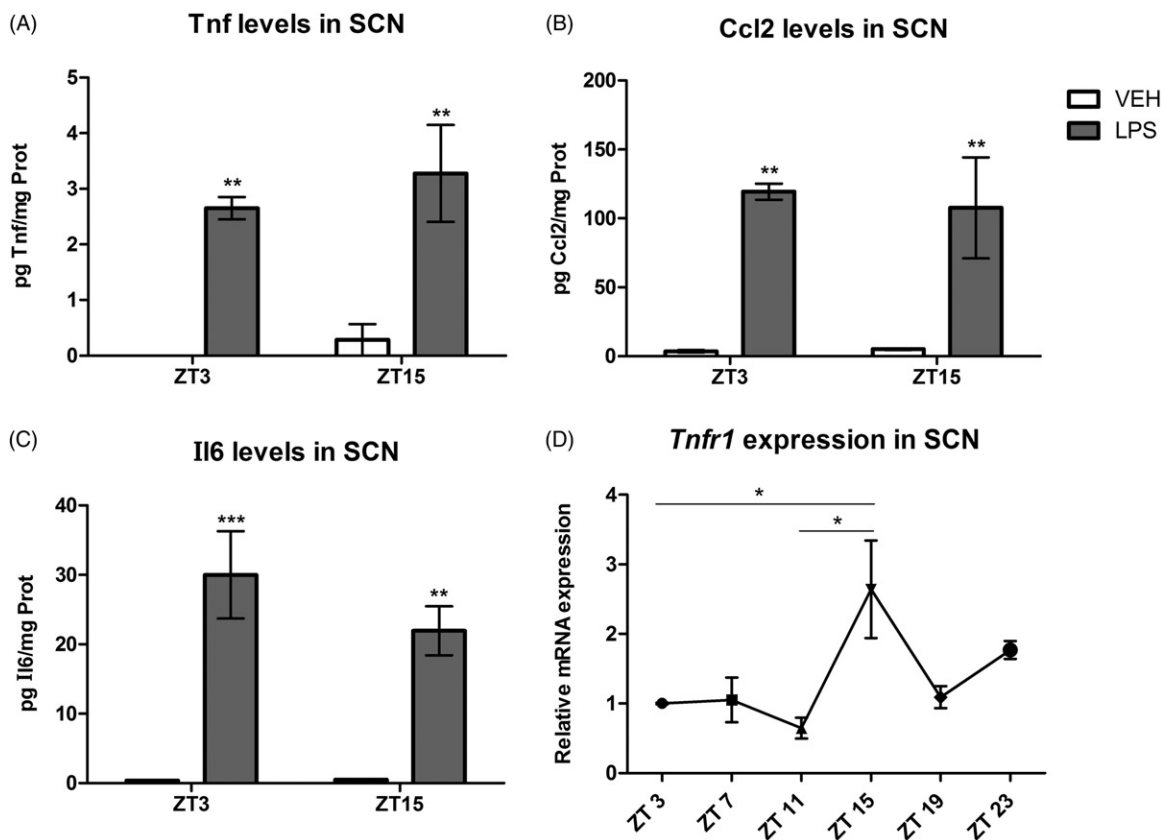 (A)
Tnf levels in SCN
pg Tnf/mg Prot
5
4
3
2
1
0
**
**
ZT3
ZT15
(B)
Ccl2 levels in SCN
pg Ccl2/mg Prot
200
150
100
50
0
**
**
ZT3
ZT15
VEH
LPS
(C)
Il6 levels in SCN
pg Il6/mg Prot
40
30
20
10
0
***
**
ZT3
ZT15
(D)
Tnfr1 expression in SCN
Relative mRNA expression
4
3
2
1
0
*
*
ZT 3
ZT 7
ZT 11
ZT 15
ZT 19
ZT 23